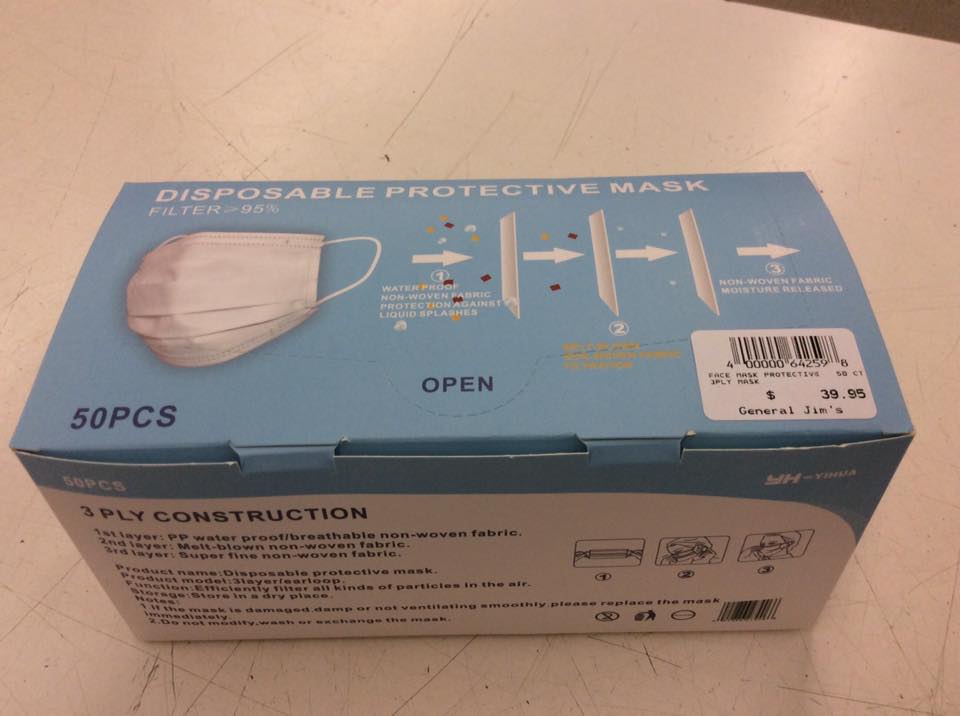 DISPOSABLE PROTECTIVE MASK
FILTER≥95%
①
WATER PROOF
NON-WOVEN FABRIC
PROTECTION AGAINST
LIQUID SPLASHES
②
MELT-BLOWN
NON-WOVEN FABRIC
FILTRATION
③
NON-WOVEN FABRIC
MOISTURE RELEASED
OPEN
50PCS
4 00000 64259 8
FACE MASK PROTECTIVE 50 CT
3PLY MASK
$ 39.95
General Jim's
50PCS
YH-YIHUA
3 PLY CONSTRUCTION
1st layer: PP water proof/breathable non-woven fabric.
2nd layer: Melt-blown non-woven fabric.
3rd layer: Super fine non-woven fabric.
Product name:Disposable protective mask.
Product model:3layer/earloop.
Function:Efficiently filter all kinds of particles in the air.
Storage:Store in a dry place.
Notes:
1.If the mask is damaged.damp or not ventilating smoothly.please replace the mask
immediately.
2.Do not modify,wash or exchange the mask.
① ② ③